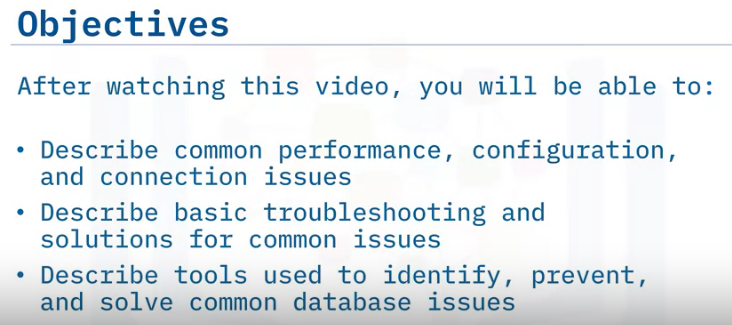 Objectives
After watching this video, you will be able to:
• Describe common performance, configuration,
and connection issues
• Describe basic troubleshooting and
solutions for common issues
• Describe tools used to identify, prevent,
and solve common database issues